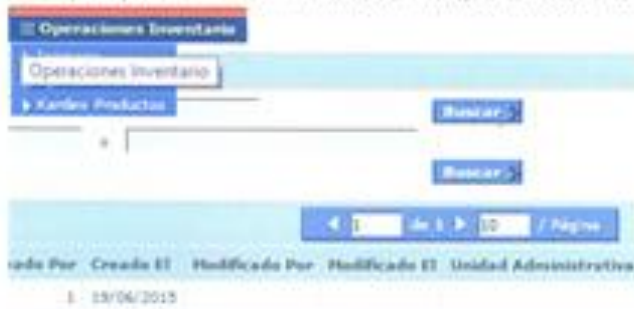 Operaciones Inventario
Operaciones Inventario
Kardex Productos
Buscar
a
Buscar
1 de 1 10 / Página
Por Creado El Modificado Por Modificado El Unidad Administrativa
1 19/06/2015